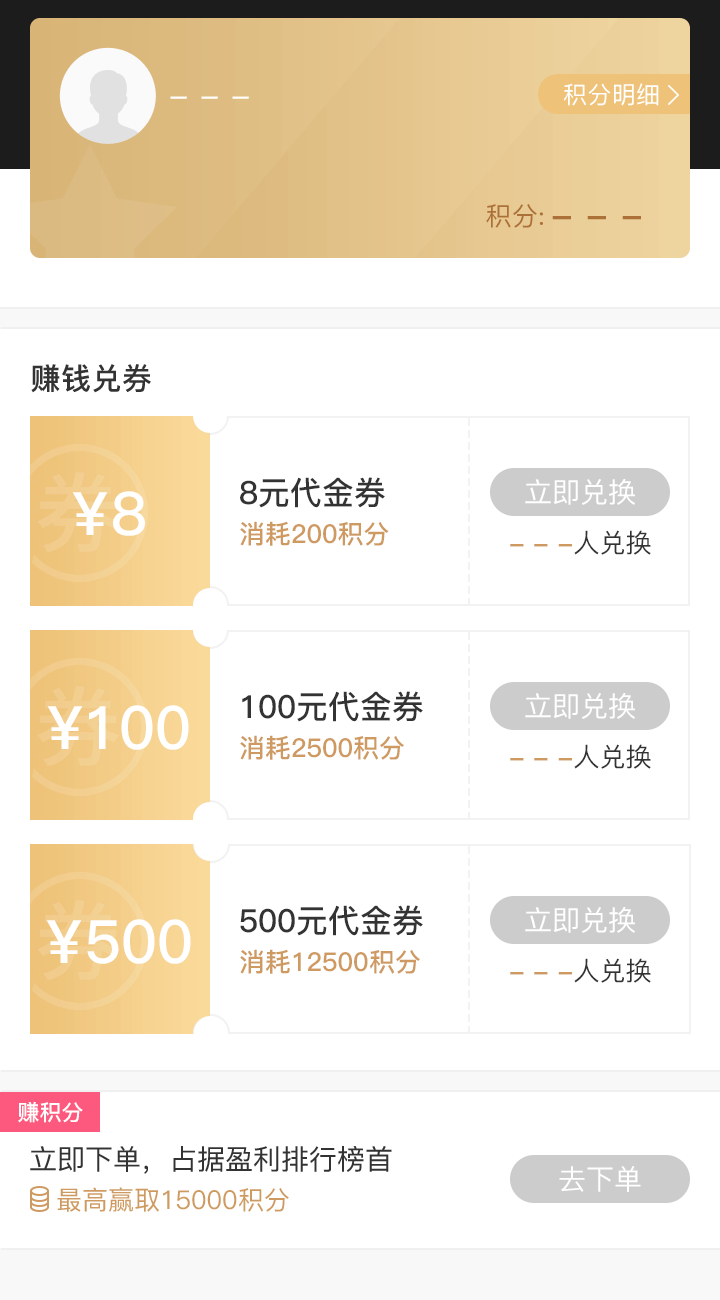 – – –
积分明细 >
积分: – – –
赚钱兑券
券
¥8
8元代金券
消耗200积分
立即兑换
– – –人兑换
券
¥100
100元代金券
消耗2500积分
立即兑换
– – –人兑换
券
¥500
500元代金券
消耗12500积分
立即兑换
– – –人兑换
赚积分
立即下单，占据盈利排行榜首
最高赢取15000积分
去下单